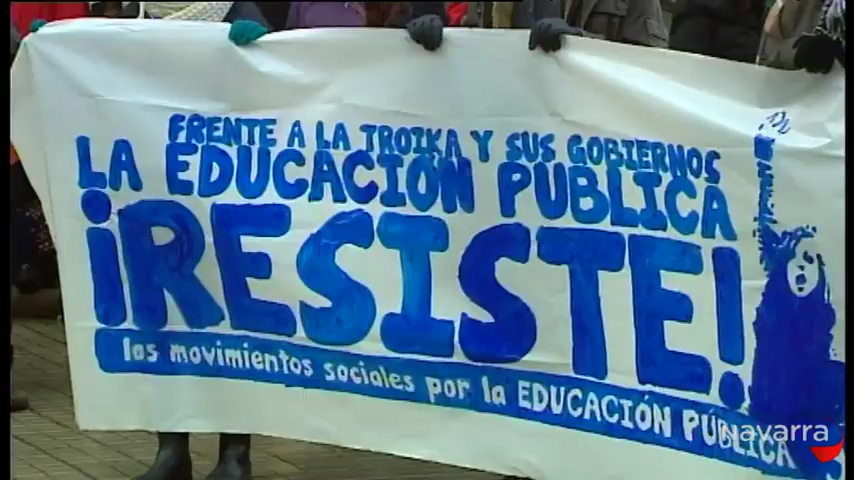 FRENTE A LA TROIKA Y SUS GOBIERNOS
LA EDUCACIÓN PÚBLICA
¡RESISTE!
los movimientos sociales por la EDUCACIÓN PÚBLICA
navarra